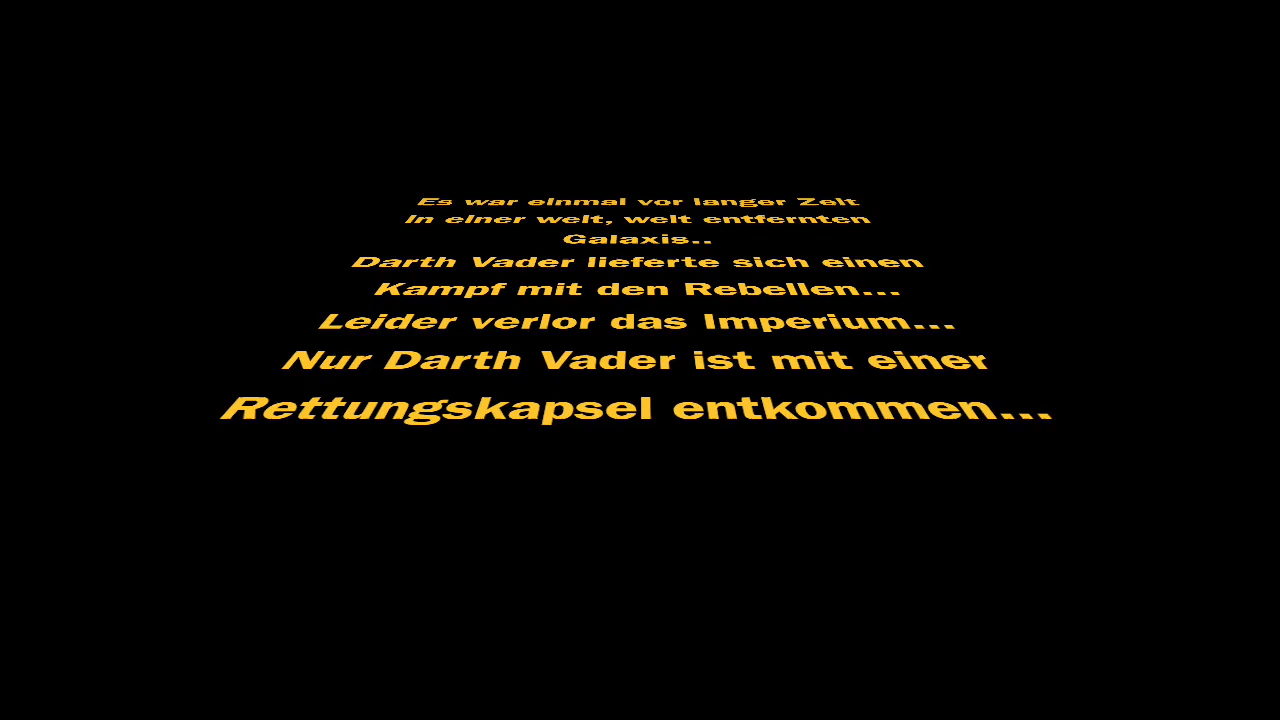 Es war einmal vor langer Zeit
In einer weit, weit entfernten
Galaxis..
Darth Vader lieferte sich einen
Kampf mit den Rebellen...
Leider verlor das Imperium...
Nur Darth Vader ist mit einer
Rettungskapsel entkommen...